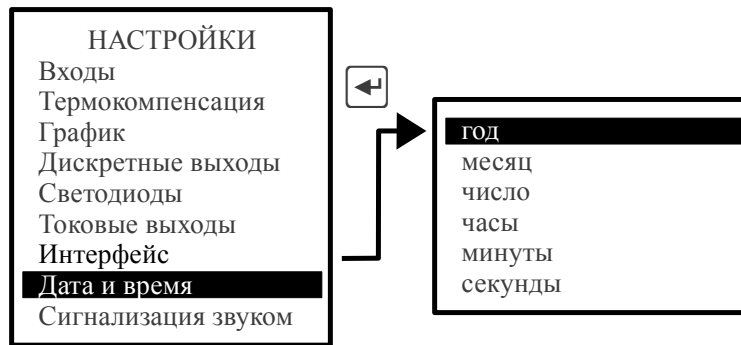 НАСТРОЙКИ
Входы
Термокомпенсация
График
Дискретные выходы
Светодиоды
Токовые выходы
Интерфейс
Дата и время
Сигнализация звуком
год
месяц
число
часы
минуты
секунды